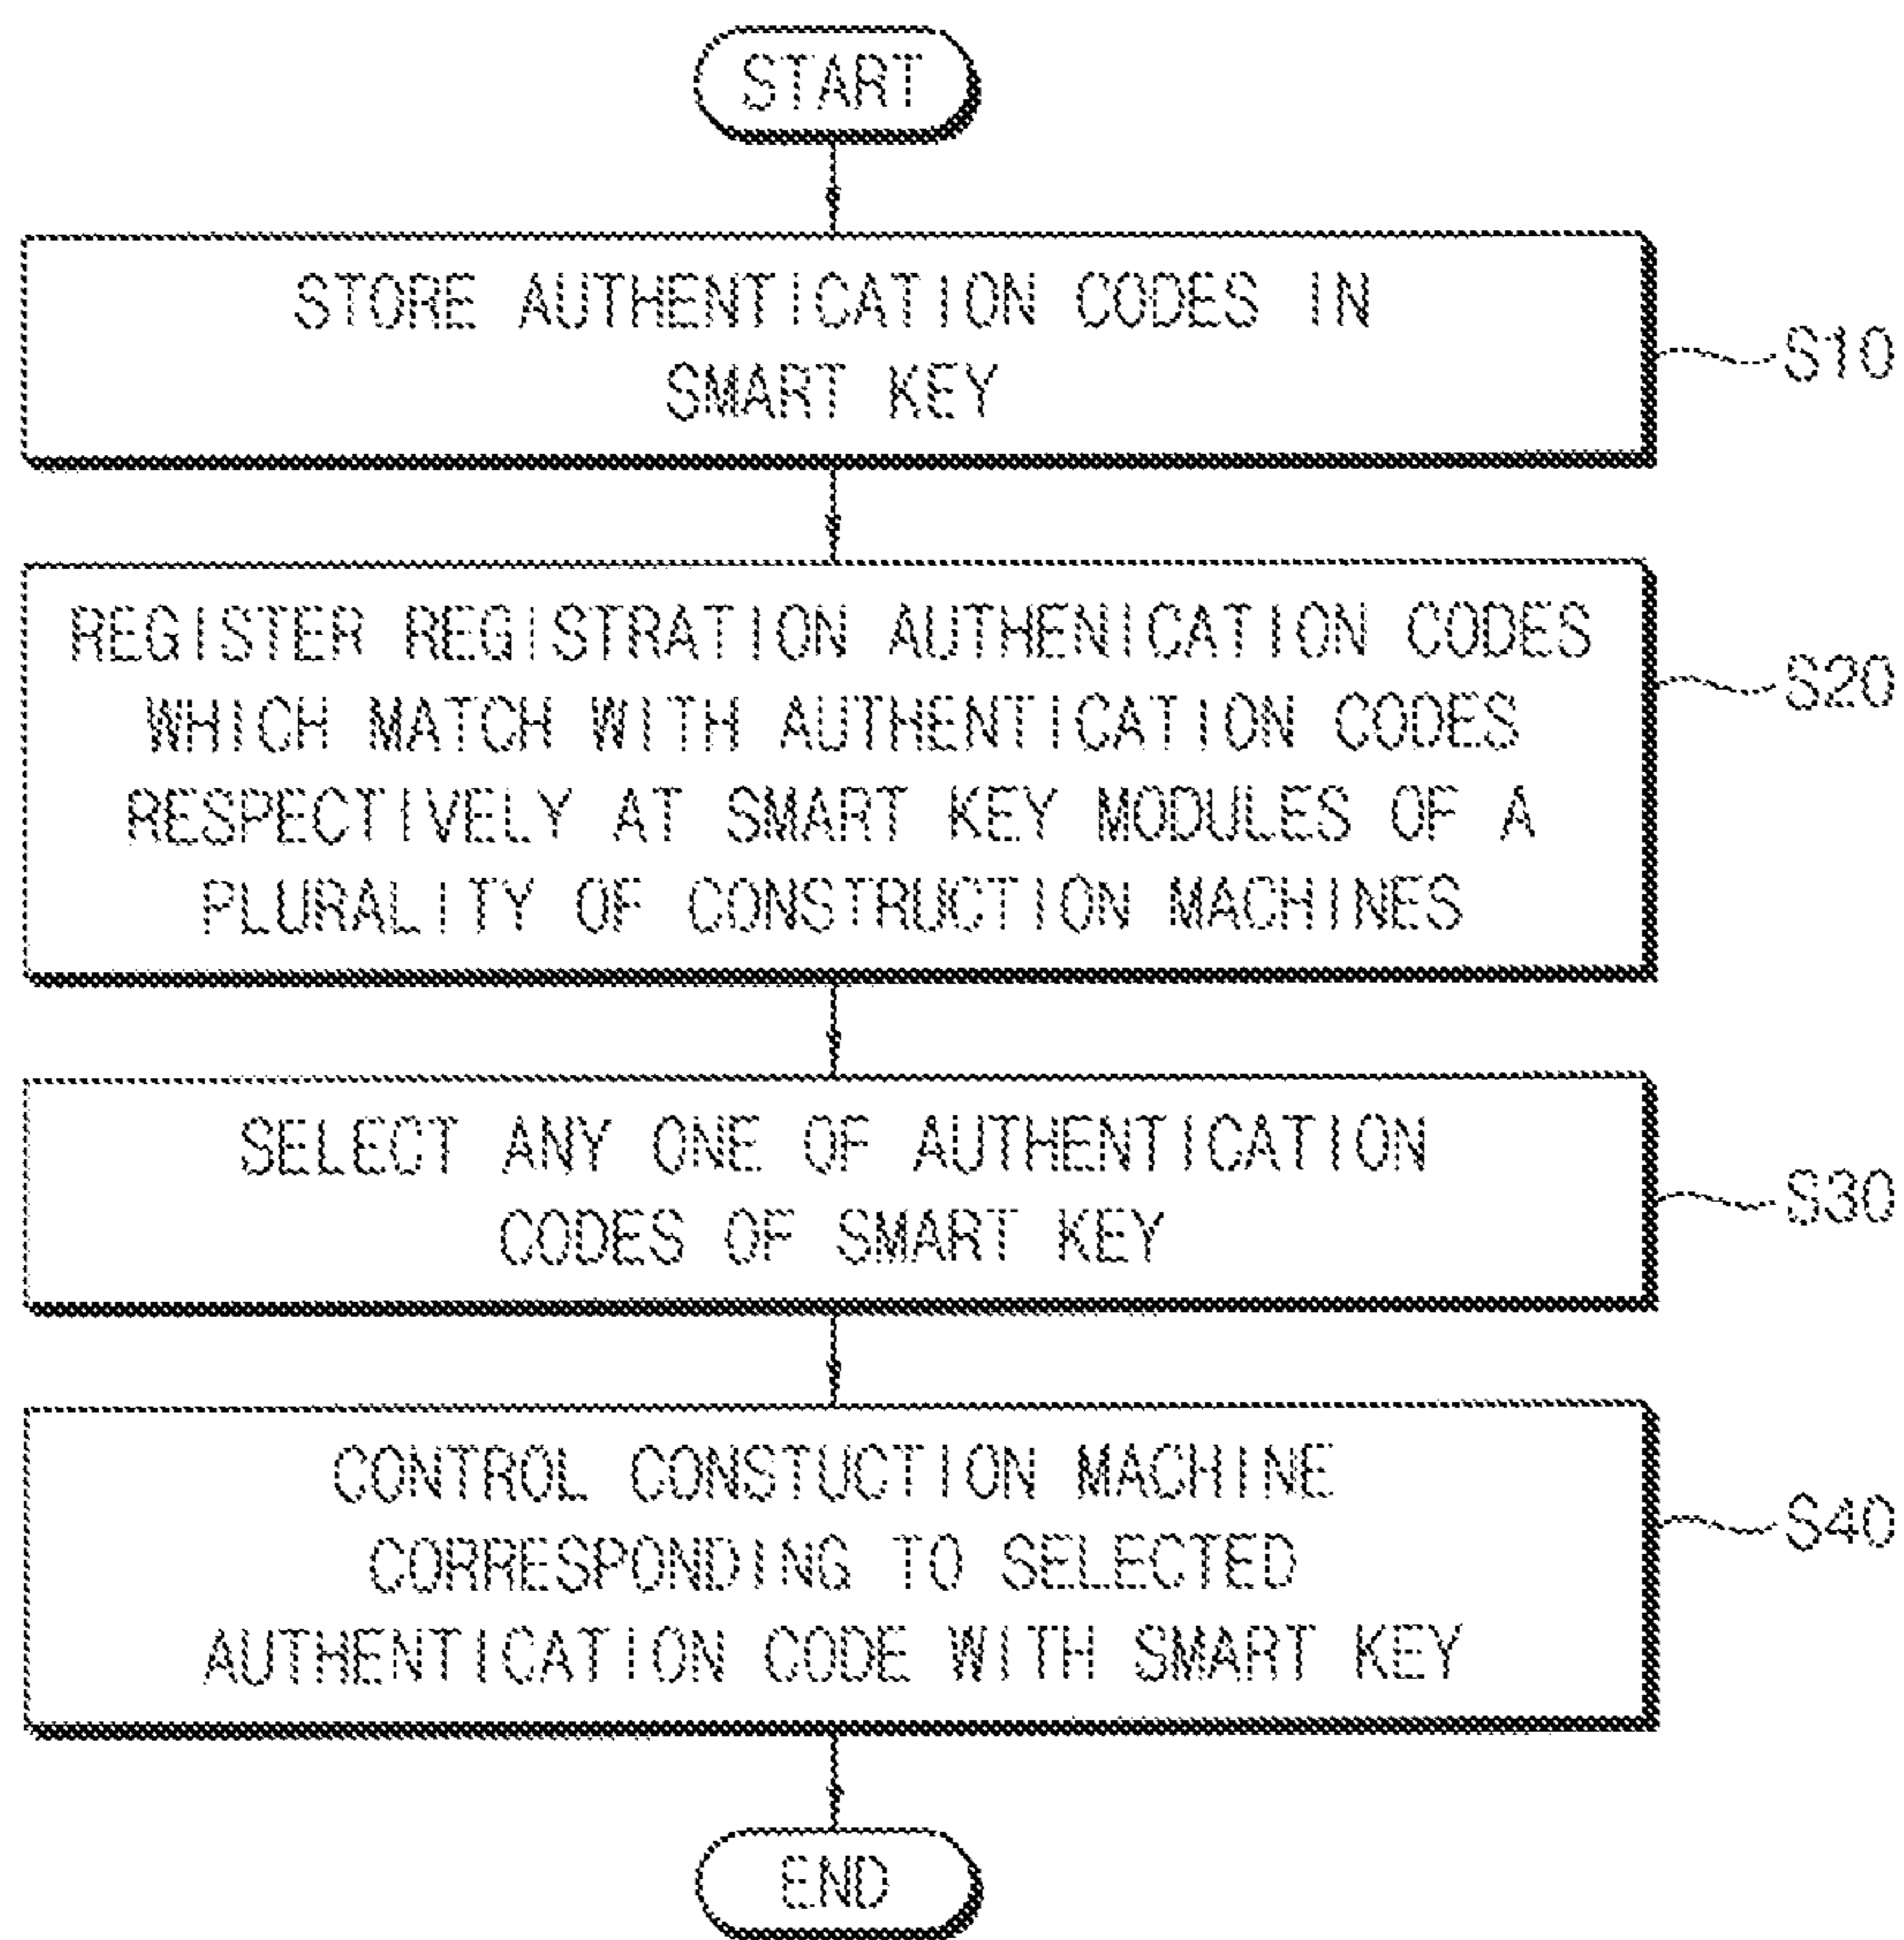 START
STORE AUTHENTICATION CODES IN
SMART KEY
S10
REGISTER REGISTRATION AUTHENICATION CODES
WHICH MATCH WITH AUTHENTICATION CODES
RESPECTIVELY AT SMART KEY MODULES OF A
PLURALITY OF CONSTRUCTION MACHINES
S20
SELECT ANY ONE OF AUTHENTICATION
CODES OF SMART KEY
S30
CONTROL CONSTUCTION MACHINE
CORRESPONDING TO SELECTED
AUTHENTICATION CODE WITH SMART KEY
S40
END